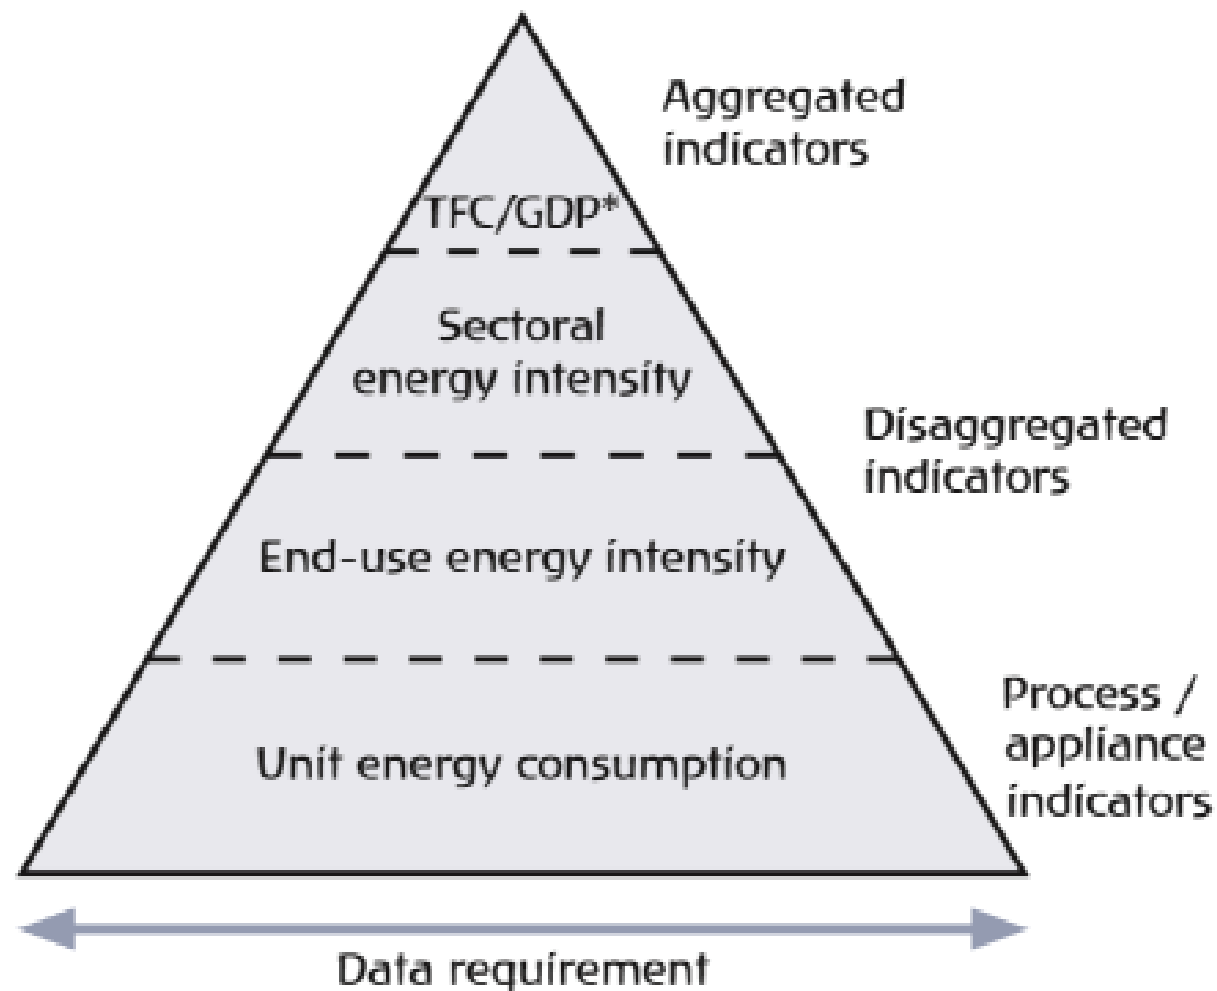 Aggregated
indicators
TFC/GDP*
Sectoral
energy intensity
Disaggregated
indicators
End-use energy intensity
Process /
appliance
indicators
Unit energy consumption
Data requirement